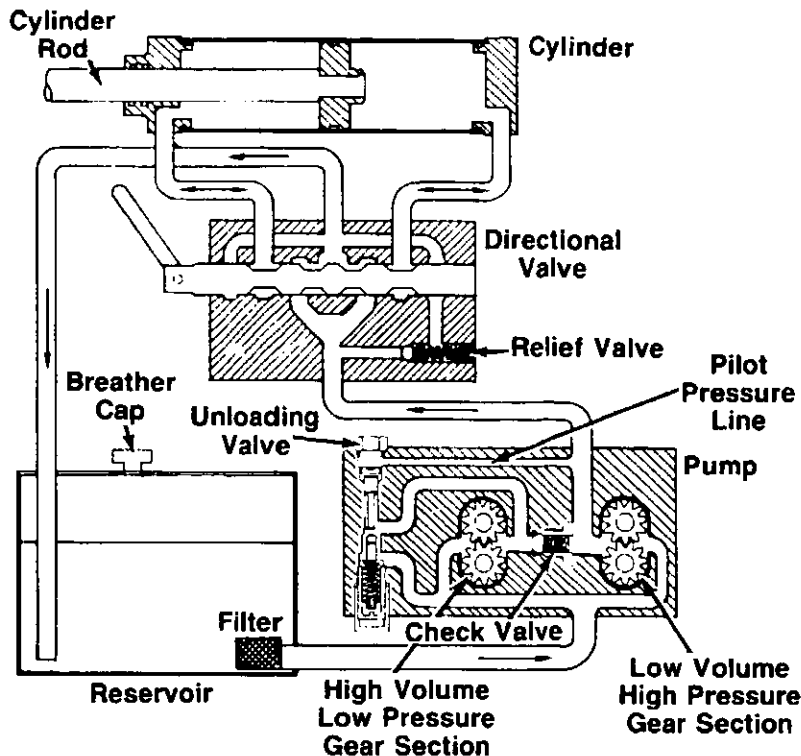 Cylinder
Rod
Cylinder
Directional
Valve
Relief Valve
Pilot
Pressure
Line
Breather
Cap
Unloading
Valve
Pump
Filter
Check Valve
Reservoir
High Volume
Low Pressure
Gear Section
Low Volume
High Pressure
Gear Section